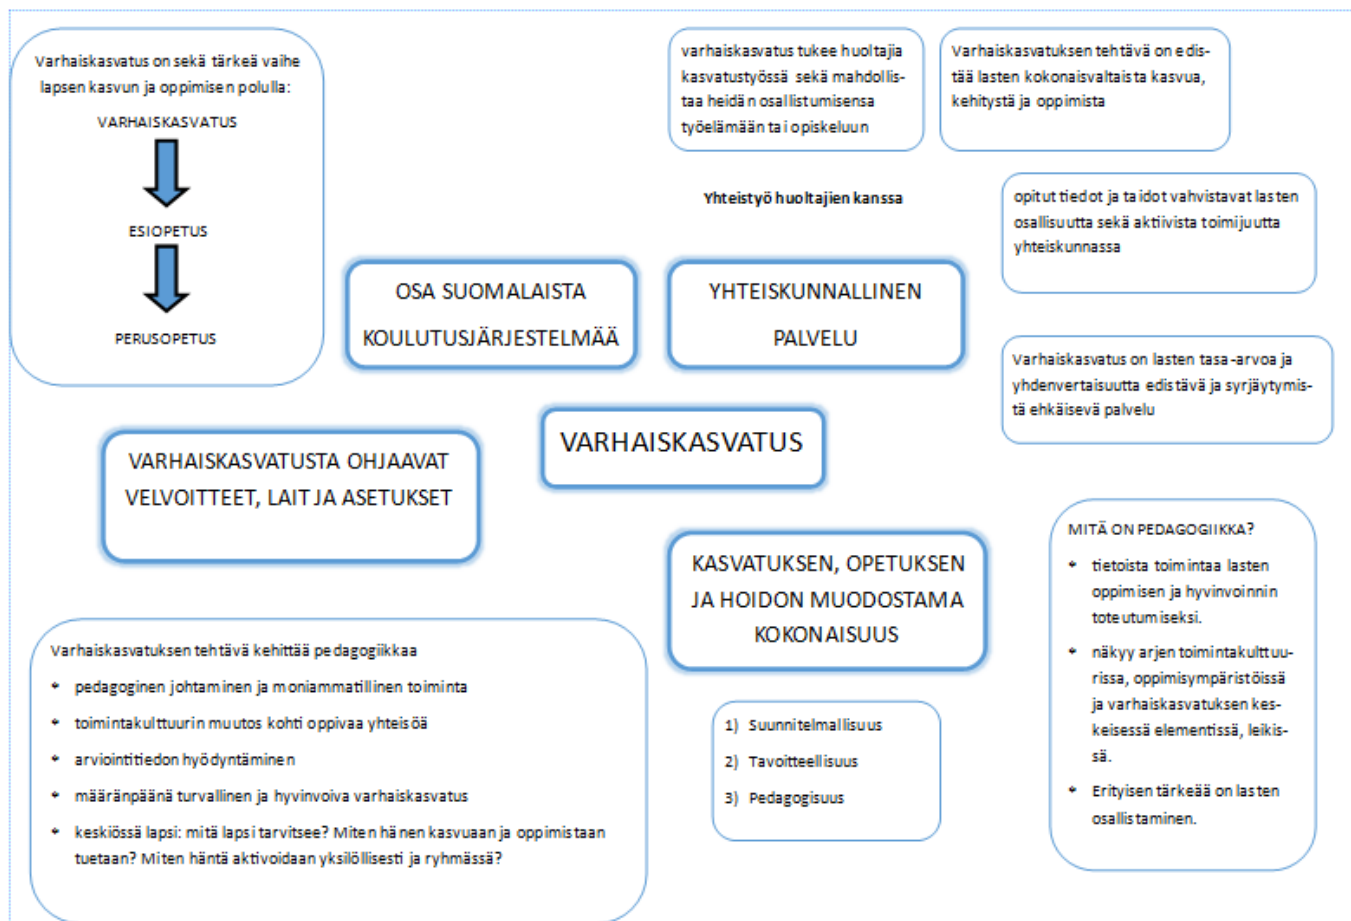 Varhaiskasvatus on sekä tärkeä vaihe
lapsen kasvun ja oppimisen polulla:
VARHAISKASVATUS
ESIOPETUS
PERUSOPETUS
varhaiskasvatus tukee huoltajia
kasvatustyössä sekä mahdollis-
taa heidän osallistumisensa
työelämään tai opiskeluun
Varhaiskasvatuksen tehtävä on edis-
tää lasten kokonaisvaltaista kasvua,
kehitystä ja oppimista
Yhteistyö huoltajien kanssa
opitut tiedot ja taidot vahvistavat lasten
osallisuutta sekä aktiivista toimijuutta
yhteiskunnassa
OSA SUOMALAISTA
KOULUTUSJÄRJESTELMÄÄ
YHTEISKUNNALLINEN
PALVELU
Varhaiskasvatus on lasten tasa-arvoa ja
yhdenvertaisuutta edistävä ja syrjäytymis-
tä ehkäisevä palvelu
VARHAISKASVATUS
VARHAISKASVATUSTA OHJAAVAT
VELVOITTEET, LAIT JA ASETUKSET
KASVATUKSEN, OPETUKSEN
JA HOIDON MUODOSTAMA
KOKONAISUUS
MITÄ ON PEDAGOGIIKKA?
• tietoista toimintaa lasten
oppimisen ja hyvinvoinnin
toteutumiseksi.
• näkyy arjen toimintakulttuu-
rissa, oppimisympäristöissä
ja varhaiskasvatuksen kes-
keisessä elementissä, leikis-
sä.
• Erityisen tärkeää on lasten
osallistaminen.
Varhaiskasvatuksen tehtävä kehittää pedagogiikkaa
• pedagoginen johtaminen ja moniammatillinen toiminta
• toimintakulttuurin muutos kohti oppivaa yhteisöä
• arviointitiedon hyödyntäminen
• määränpäänä turvallinen ja hyvinvoiva varhaiskasvatus
• keskiössä lapsi: mitä lapsi tarvitsee? Miten hänen kasvuaan ja oppimistaan
tuetaan? Miten häntä aktivoidaan yksilöllisesti ja ryhmässä?
1) Suunnitelmallisuus
2) Tavoitteellisuus
3) Pedagogisuus